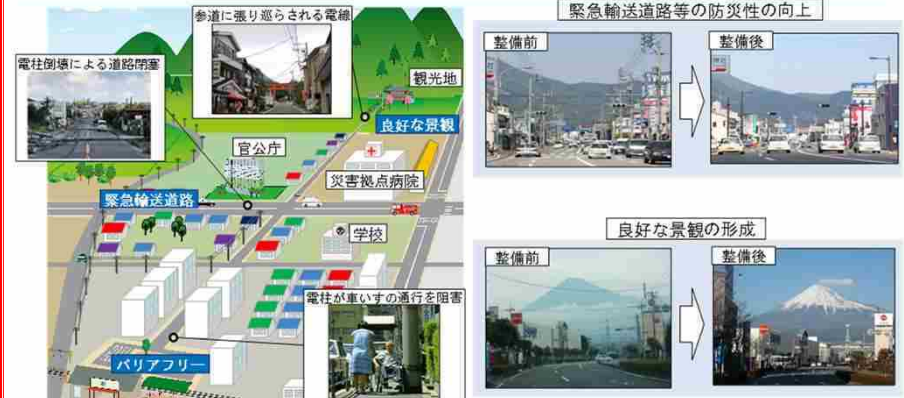 参道に張り巡らされる電線
電柱倒壊による道路閉塞
観光地
良好な景観
官公庁
災害拠点病院
緊急輸送道路
学校
電柱が車いすの通行を阻害
バリアフリー
緊急輸送道路等の防災性の向上
整備前
整備後
良好な景観の形成
整備前
整備後